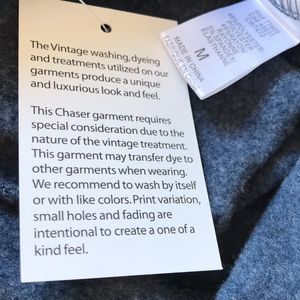 The Vintage washing, dyeing
and treatments utilized on our
garments produce a unique
and luxurious look and feel.
This Chaser garment requires
special consideration due to the
nature of the vintage treatment.
This garment may transfer dye to
other garments when wearing.
We recommend to wash by itself
or with like colors. Print variation,
small holes and fading are
intentional to create a one of a
kind feel.
M
MADE IN CHINA